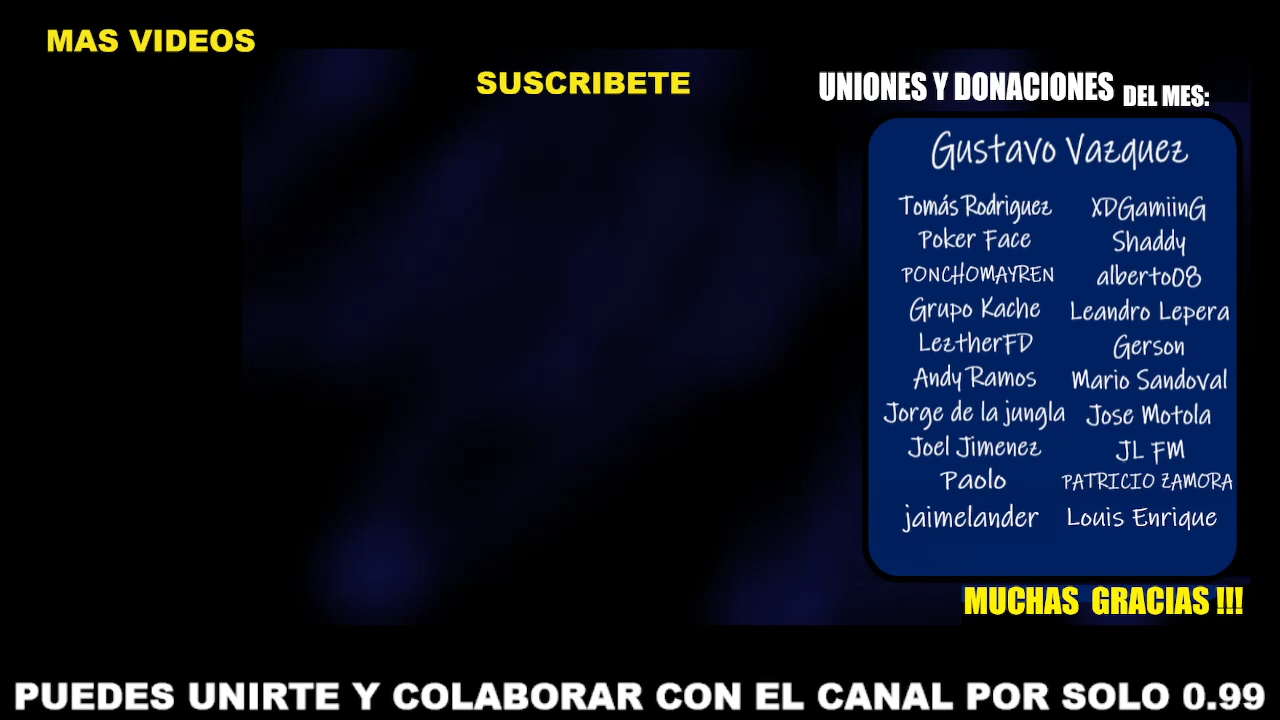 MAS VIDEOS
SUSCRIBETE
UNIONES Y DONACIONES DEL MES:
Gustavo Vazquez
Tomás Rodriguez XDGamiinG
Poker Face Shaddy
PONCHOMAYREN alberto08
Grupo Kache Leandro Lepera
LeztherFD Gerson
Andy Ramos Mario Sandoval
Jorge de la jungla Jose Motola
Joel Jimenez JL FM
Paolo PATRICIO ZAMORA
jaimelander Louis Enrique
MUCHAS GRACIAS !!!
PUEDES UNIRTE Y COLABORAR CON EL CANAL POR SOLO 0.99